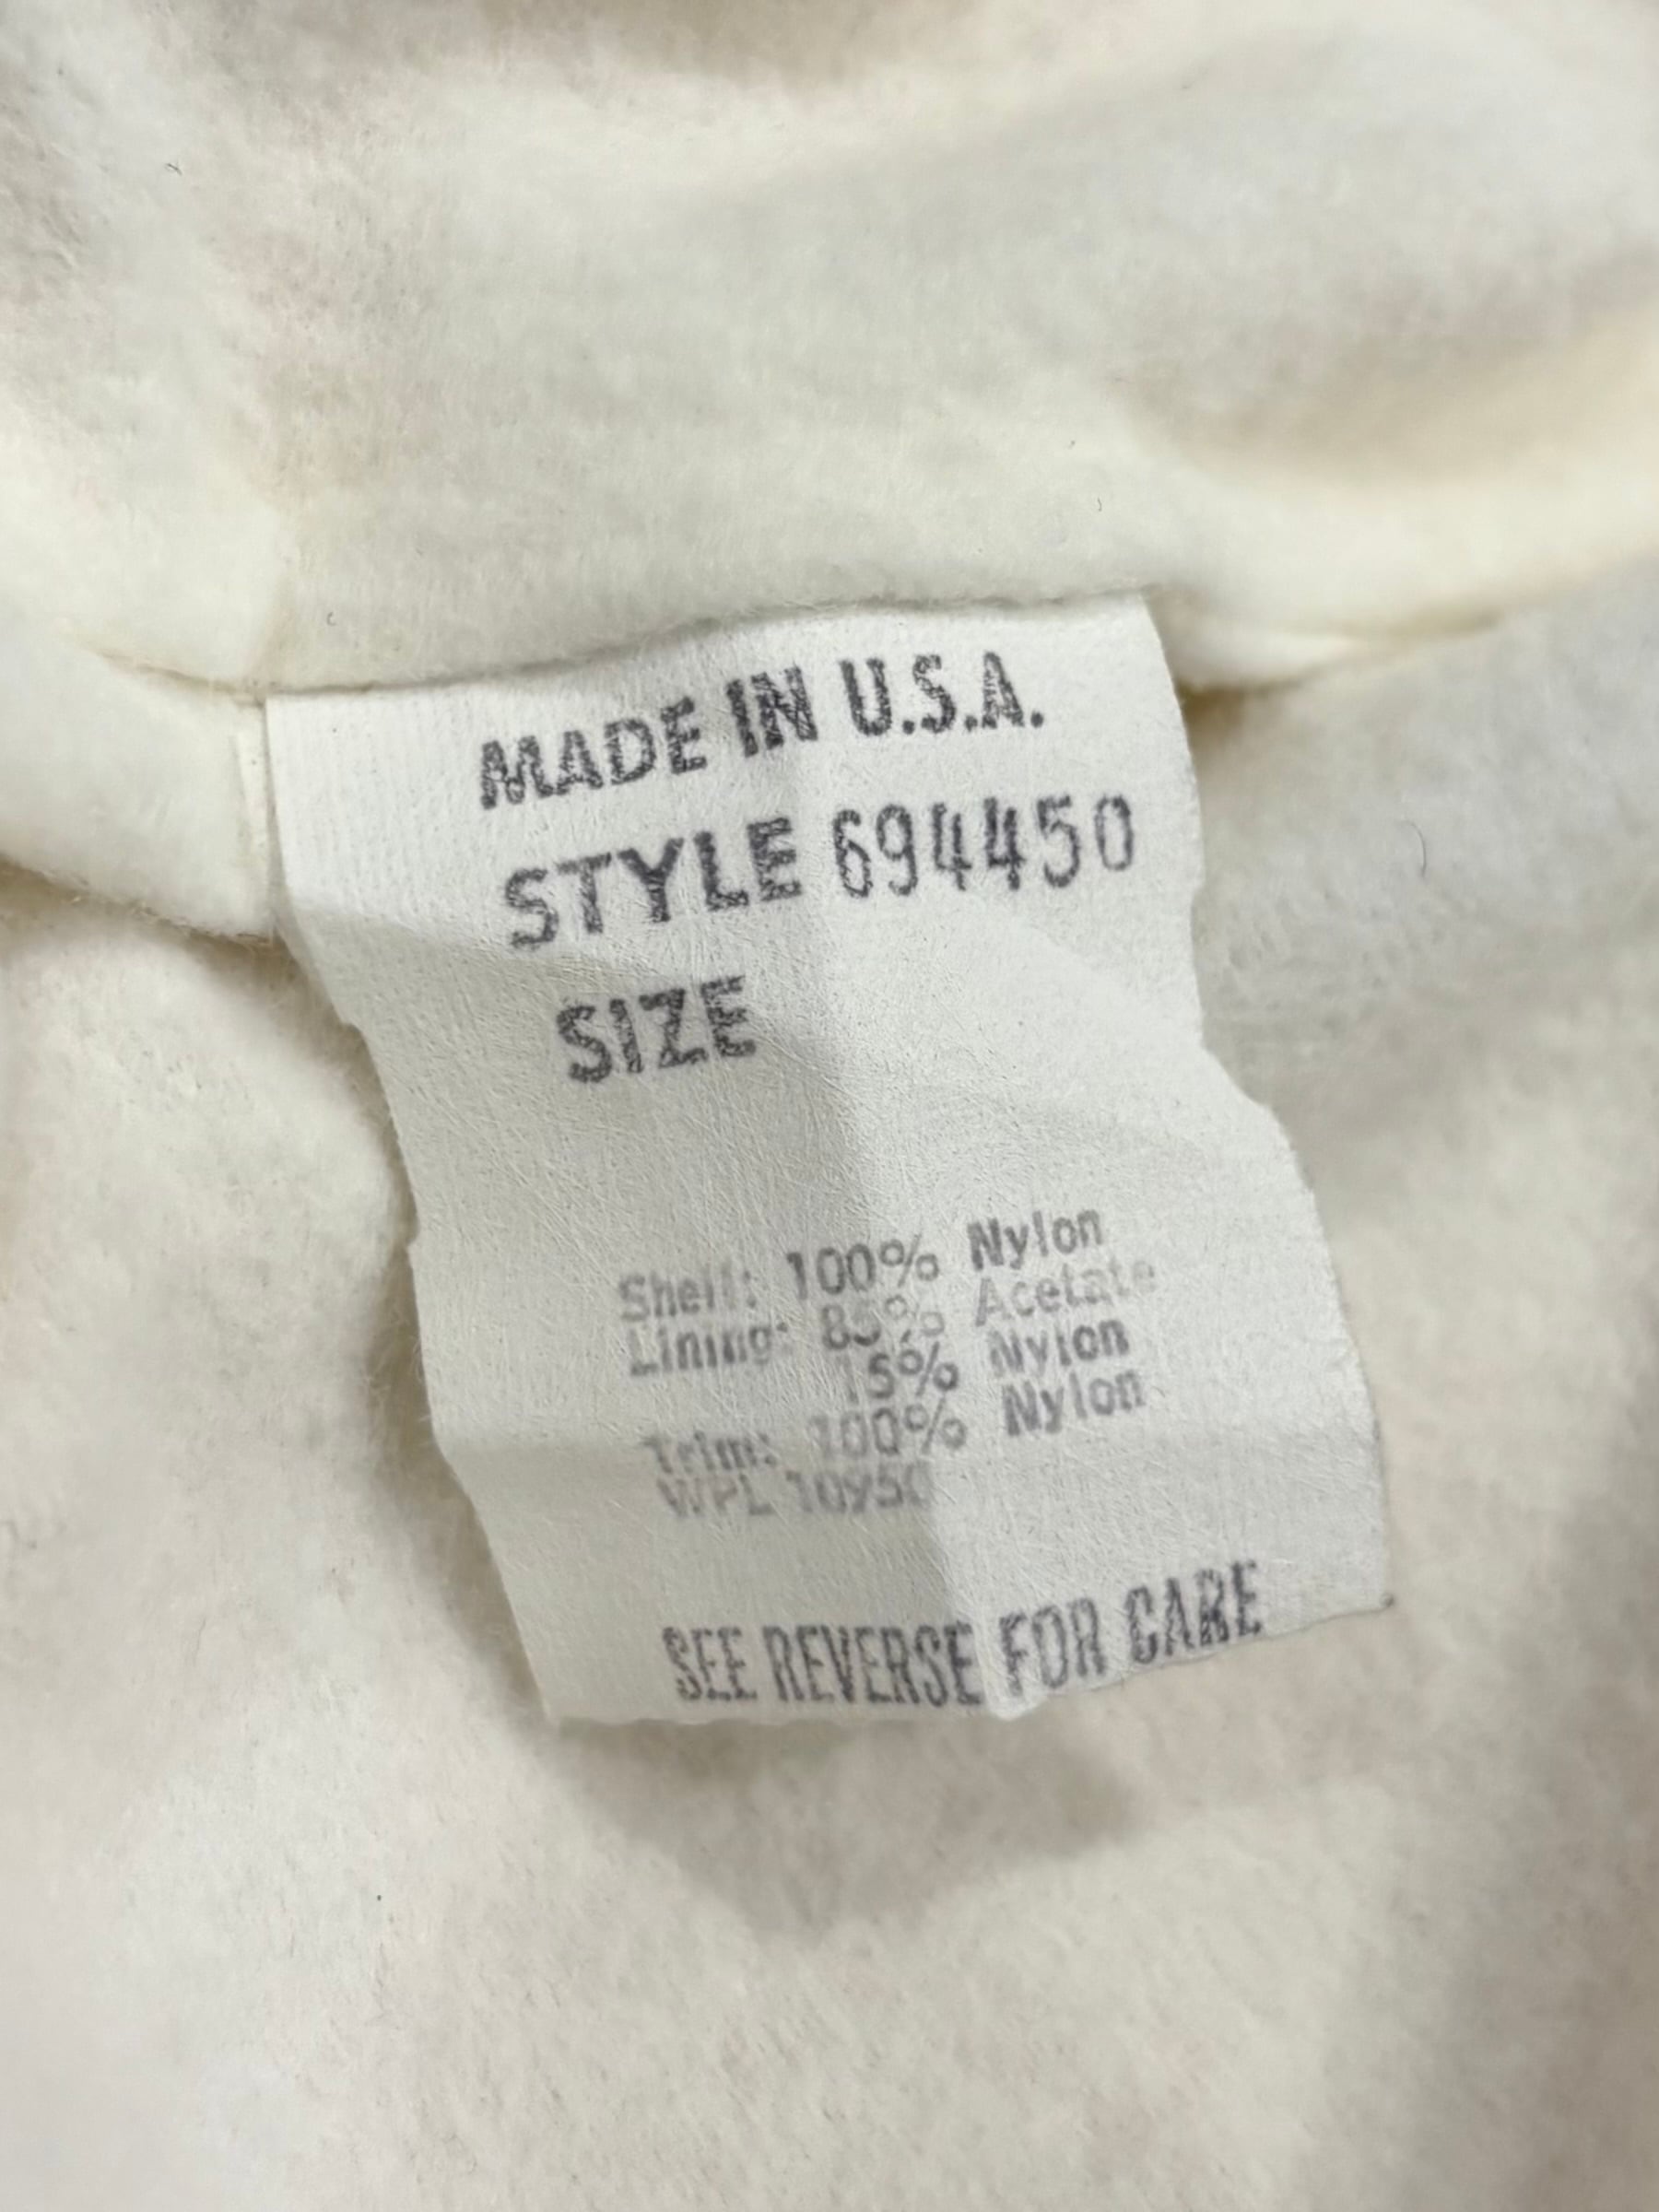 MADE IN U.S.A.
STYLE 694450
SIZE
Shell: 100% Nylon
Lining: 85% Acetate
15% Nylon
Trim: 100% Nylon
WPL
SEE REVERSE FOR CARE